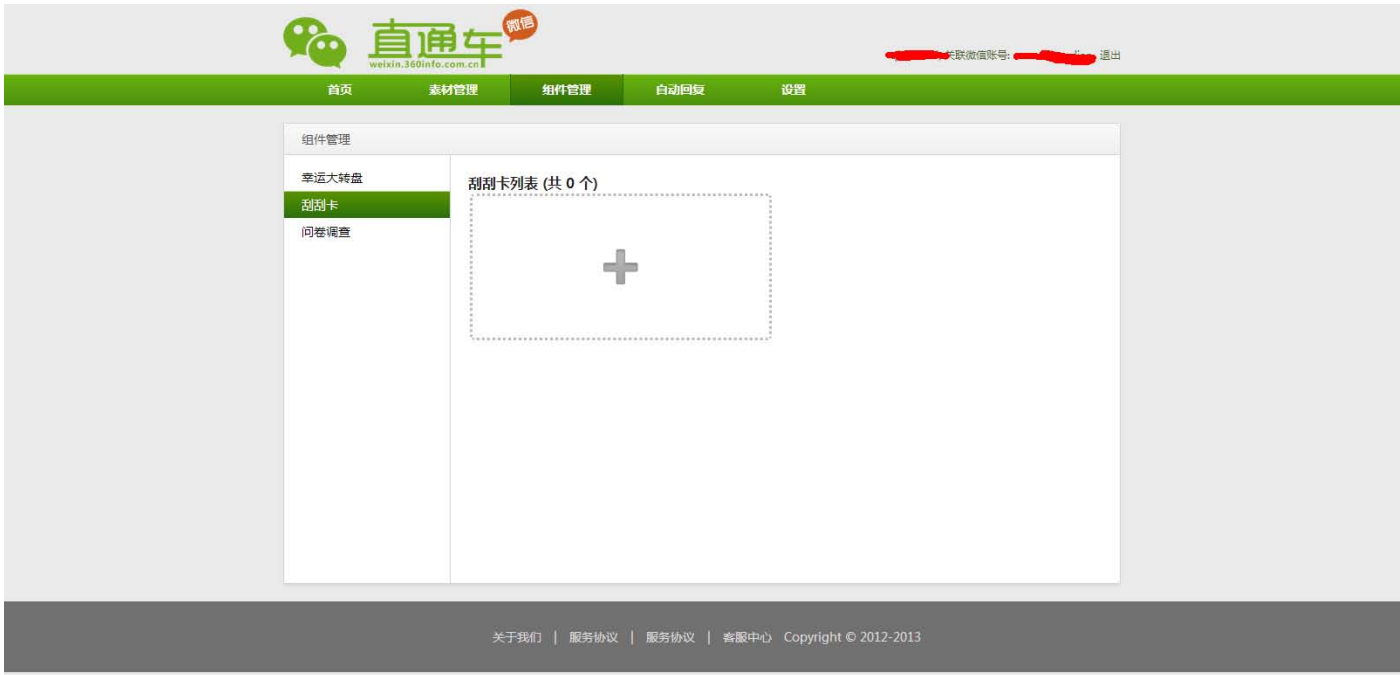 微信
直通车
weixin.360info.com.cn
关联微信账号: 退出
首页 素材管理 组件管理 自动回复 设置
组件管理
幸运大转盘
刮刮卡
问卷调查
刮刮卡列表 (共 0 个)
关于我们 | 服务协议 | 服务协议 | 客服中心 Copyright © 2012-2013